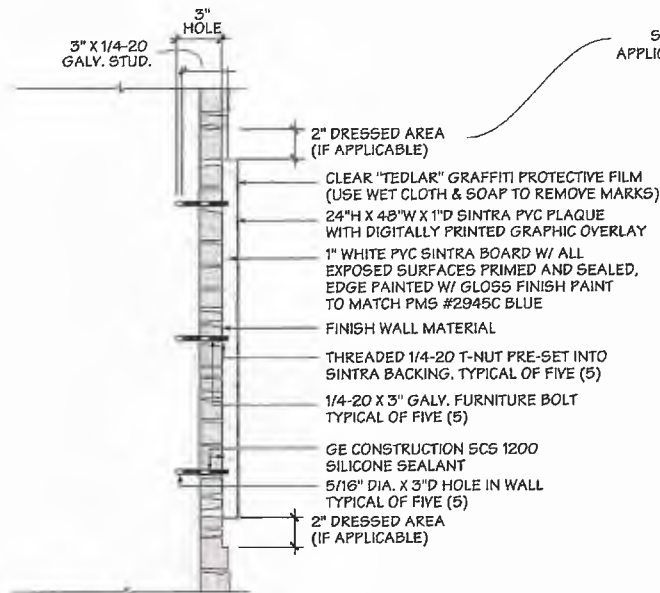 3"
HOLE
3" X 1/4-20
GALV. STUD.
S
APPLIC
2" DRESSED AREA
(IF APPLICABLE)
CLEAR "TEDLAR" GRAFFITI PROTECTIVE FILM
(USE WET CLOTH & SOAP TO REMOVE MARKS)
24"H X 48"W X 1"D SINTRA PVC PLAQUE
WITH DIGITALLY PRINTED GRAPHIC OVERLAY
1" WHITE PVC SINTRA BOARD W/ ALL
EXPOSED SURFACES PRIMED AND SEALED,
EDGE PAINTED W/ GLOSS FINISH PAINT
TO MATCH PMS #2945C BLUE
FINISH WALL MATERIAL
THREADED 1/4-20 T-NUT PRE-SET INTO
SINTRA BACKING. TYPICAL OF FIVE (5)
1/4-20 X 3" GALV. FURNITURE BOLT
TYPICAL OF FIVE (5)
GE CONSTRUCTION SCS 1200
SILICONE SEALANT
5/16" DIA. X 3"D HOLE IN WALL
TYPICAL OF FIVE (5)
2" DRESSED AREA
(IF APPLICABLE)